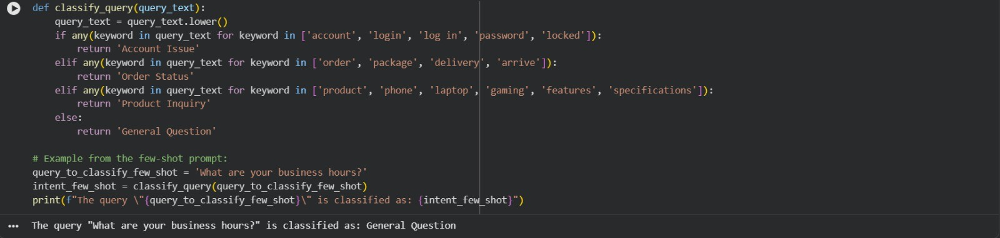 def classify_query(query_text):
    query_text = query_text.lower()
    if any(keyword in query_text for keyword in ['account', 'login', 'log in', 'password', 'locked']):
        return 'Account Issue'
    elif any(keyword in query_text for keyword in ['order', 'package', 'delivery', 'arrive']):
        return 'Order Status'
    elif any(keyword in query_text for keyword in ['product', 'phone', 'laptop', 'gaming', 'features', 'specifications']):
        return 'Product Inquiry'
    else:
        return 'General Question'

# Example from the few-shot prompt:
query_to_classify_few_shot = 'What are your business hours?'
intent_few_shot = classify_query(query_to_classify_few_shot)
print(f"The query \"{query_to_classify_few_shot}\" is classified as: {intent_few_shot}")
The query "What are your business hours?" is classified as: General Question